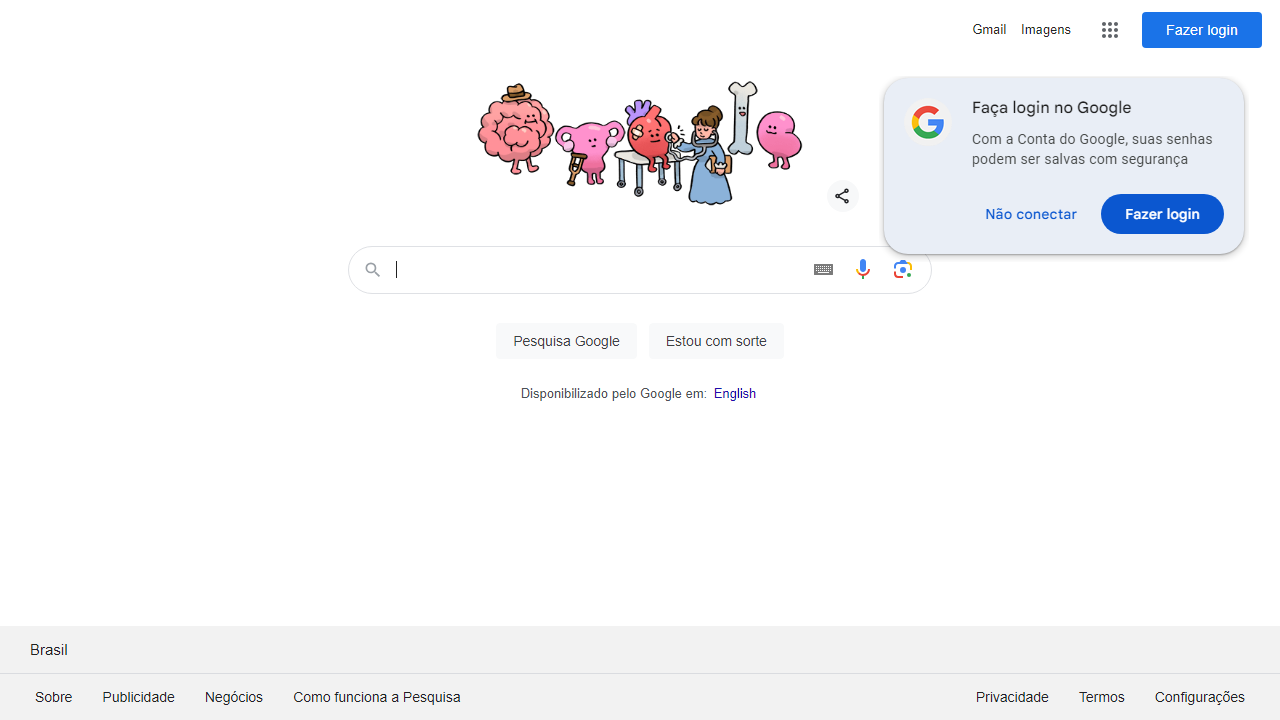 Gmail Imagens Fazer login
Faça login no Google
Com a Conta do Google, suas senhas
podem ser salvas com segurança
Não conectar Fazer login
Pesquisa Google Estou com sorte
Disponibilizado pelo Google em: English
Brasil
Sobre Publicidade Negócios Como funciona a Pesquisa Privacidade Termos Configurações